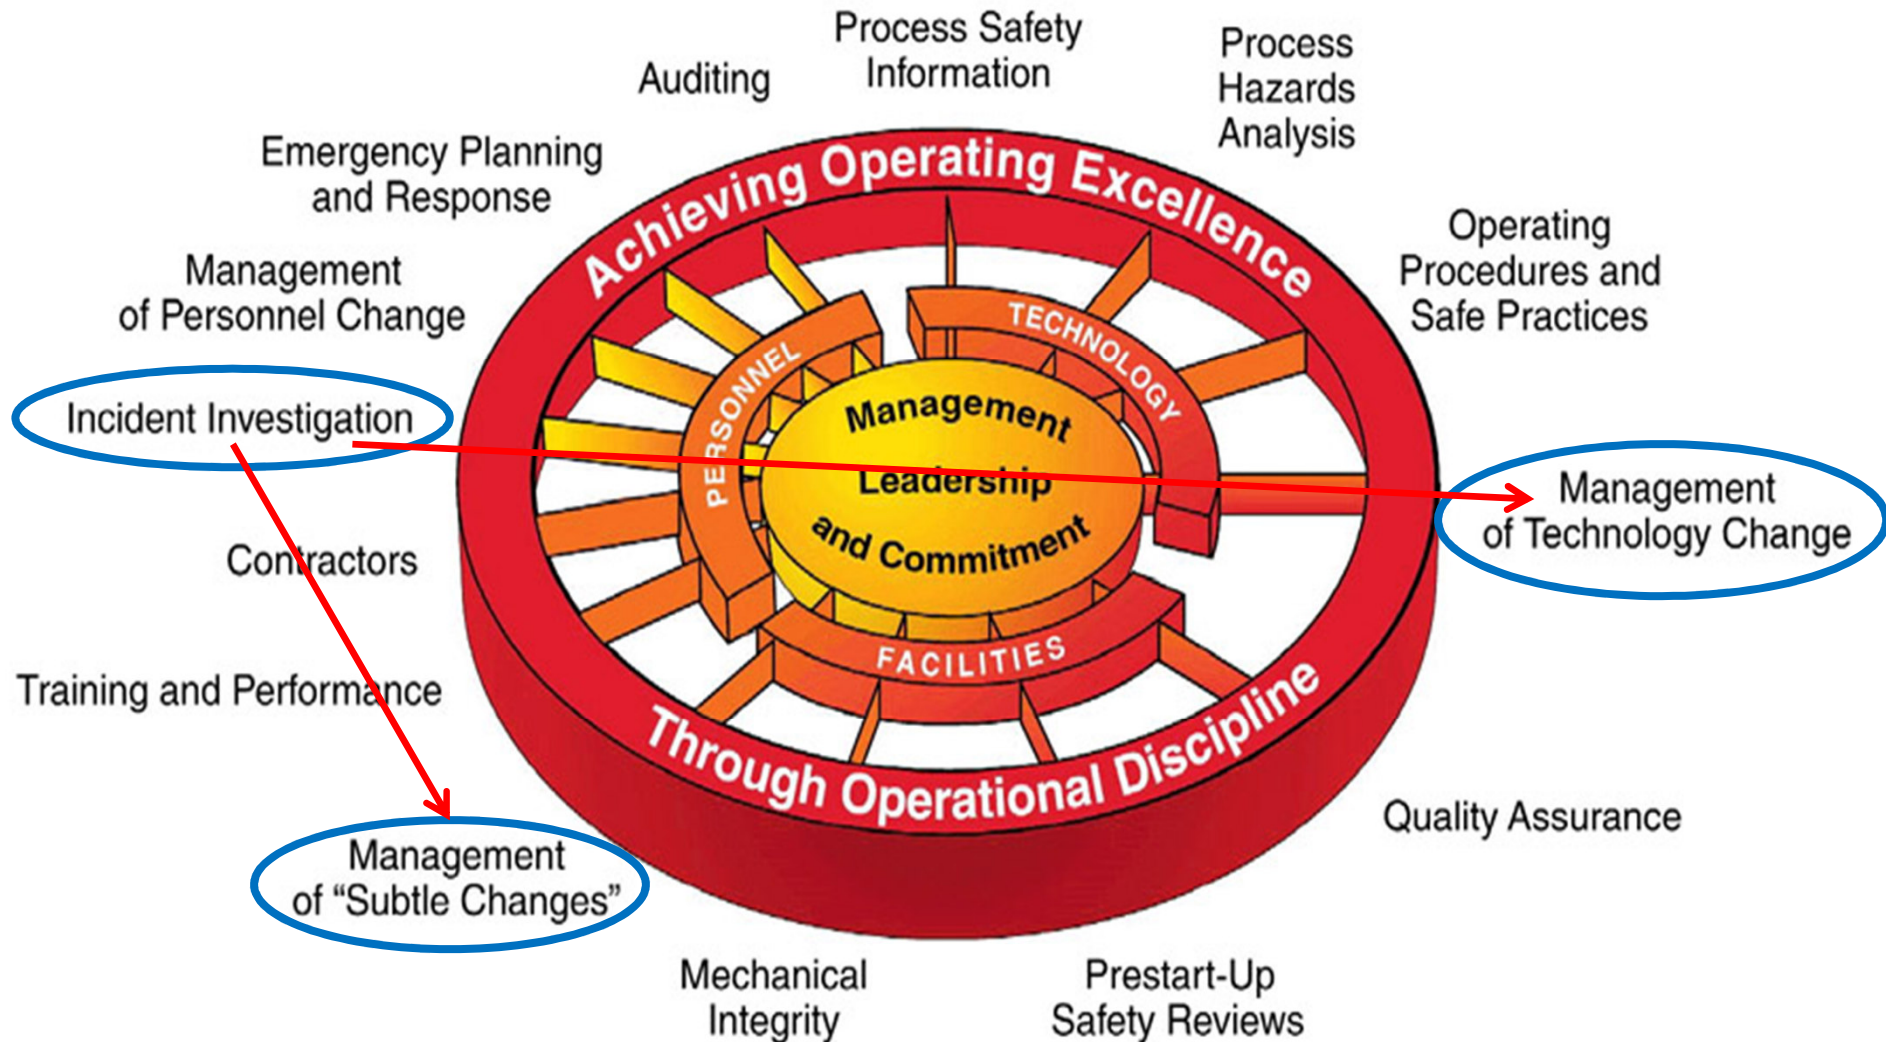 Process Safety
Information
Process
Hazards
Analysis
Auditing
Emergency Planning
and Response
Operating
Procedures and
Safe Practices
Management
of Personnel Change
Incident Investigation
Management
of Technology Change
Contractors
Training and Performance
Quality Assurance
Management
of “Subtle Changes”
Mechanical
Integrity
Prestart-Up
Safety Reviews
Achieving Operating Excellence
Through Operational Discipline
TECHNOLOGY
PERSONNEL
FACILITIES
Management
Leadership
and Commitment